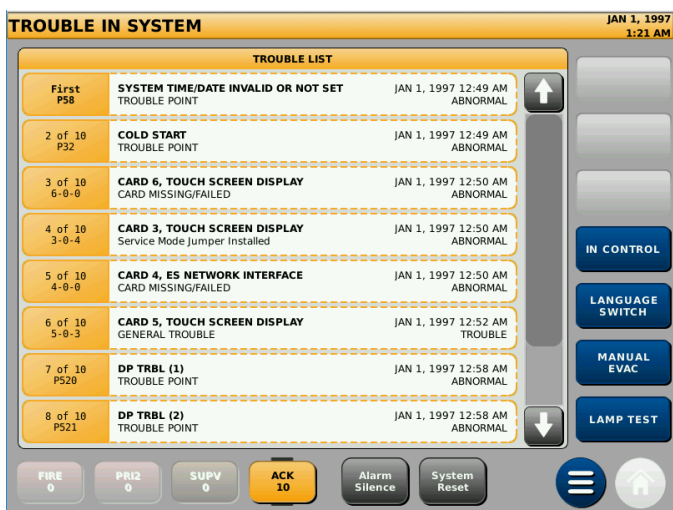 TROUBLE IN SYSTEM
JAN 1, 1997
1:21 AM
TROUBLE LIST
First
P58
SYSTEM TIME/DATE INVALID OR NOT SET
TROUBLE POINT
JAN 1, 1997 12:49 AM
ABNORMAL
2 of 10
P32
COLD START
TROUBLE POINT
JAN 1, 1997 12:49 AM
ABNORMAL
3 of 10
6-0-0
CARD 6, TOUCH SCREEN DISPLAY
CARD MISSING/FAILED
JAN 1, 1997 12:50 AM
ABNORMAL
4 of 10
3-0-4
CARD 3, TOUCH SCREEN DISPLAY
Service Mode Jumper Installed
JAN 1, 1997 12:50 AM
ABNORMAL
5 of 10
4-0-0
CARD 4, ES NETWORK INTERFACE
CARD MISSING/FAILED
JAN 1, 1997 12:50 AM
ABNORMAL
6 of 10
5-0-3
CARD 5, TOUCH SCREEN DISPLAY
GENERAL TROUBLE
JAN 1, 1997 12:52 AM
TROUBLE
7 of 10
P520
DP TRBL (1)
TROUBLE POINT
JAN 1, 1997 12:58 AM
ABNORMAL
8 of 10
P521
DP TRBL (2)
TROUBLE POINT
JAN 1, 1997 12:58 AM
ABNORMAL
IN CONTROL
LANGUAGE
SWITCH
MANUAL
EVAC
LAMP TEST
FIRE
0
PRI2
0
SUPV
0
ACK
10
Alarm
Silence
System
Reset